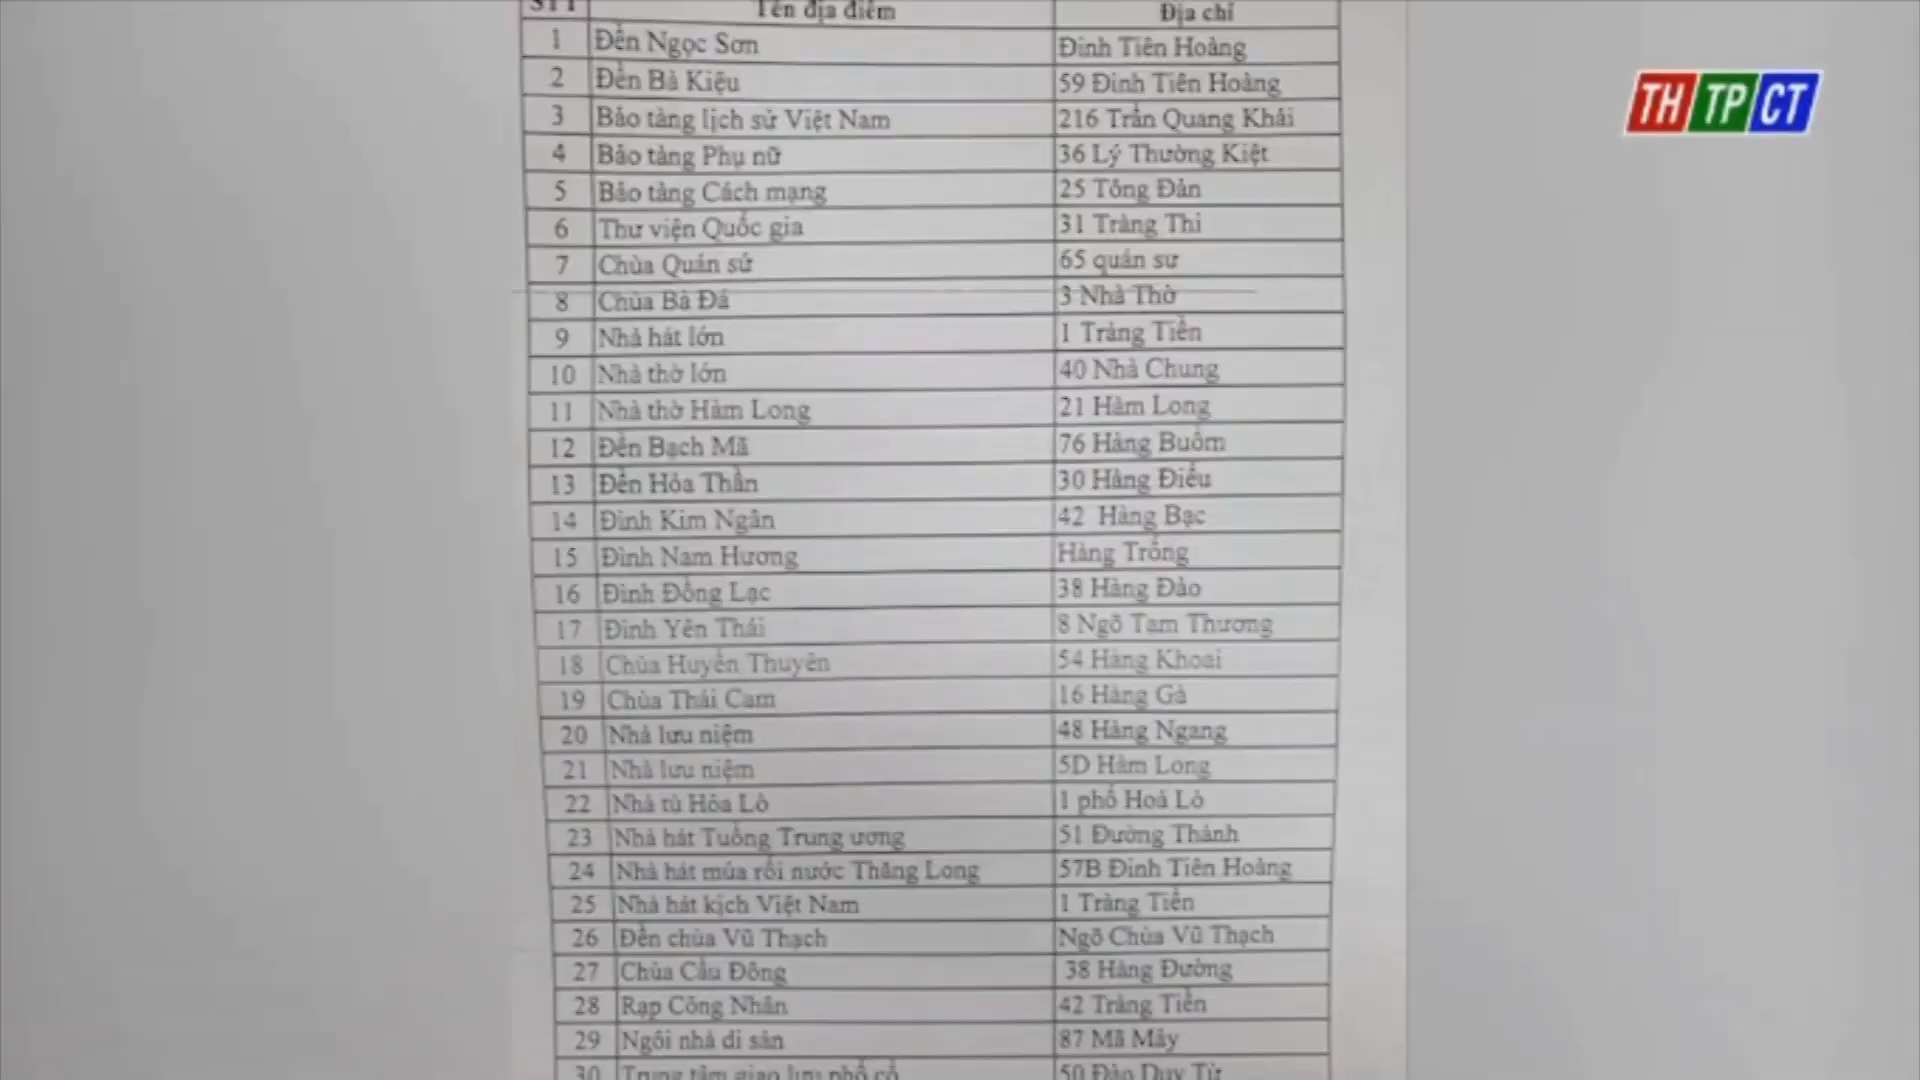 STT Tên địa điểm Địa chỉ
1 Đền Ngọc Sơn Đinh Tiên Hoàng
2 Đền Bà Kiệu 59 Đinh Tiên Hoàng
3 Bảo tàng lịch sử Việt Nam 216 Trần Quang Khải
4 Bảo tàng Phụ nữ 36 Lý Thường Kiệt
5 Bảo tàng Cách mạng 25 Tông Đản
6 Thư viện Quốc gia 31 Tràng Thi
7 Chùa Quán sứ 65 quán sư
8 Chùa Bà Đá 3 Nhà Thờ
9 Nhà hát lớn 1 Tràng Tiền
10 Nhà thờ lớn 40 Nhà Chung
11 Nhà thờ Hàm Long 21 Hàm Long
12 Đền Bạch Mã 76 Hàng Buồm
13 Đền Hỏa Thần 30 Hàng Điếu
14 Đình Kim Ngân 42 Hàng Bạc
15 Đình Nam Hương Hàng Trống
16 Đình Đồng Lạc 38 Hàng Đào
17 Đình Yên Thái 8 Ngõ Tạm Thương
18 Chùa Huyền Thuyên 54 Hàng Khoai
19 Chùa Thái Cam 16 Hàng Gà
20 Nhà lưu niệm 48 Hàng Ngang
21 Nhà lưu niệm 5D Hàm Long
22 Nhà tù Hỏa Lò 1 phố Hoả Lò
23 Nhà hát Tuồng Trung ương 51 Đường Thành
24 Nhà hát múa rối nước Thăng Long 57B Đinh Tiên Hoàng
25 Nhà hát kịch Việt Nam 1 Tràng Tiền
26 Đền chùa Vũ Thạch Ngõ Chùa Vũ Thạch
27 Chùa Cầu Đông 38 Hàng Đường
28 Rạp Công Nhân 42 Tràng Tiền
29 Ngôi nhà di sản 87 Mã Mây
30 Trung tâm giao lưu phố cổ 50 Đào Duy Từ
THTPCT